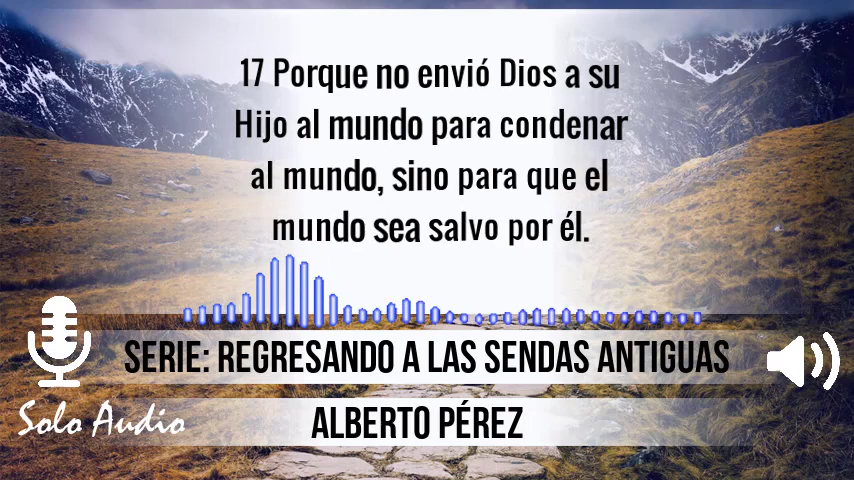 17 Porque no envió Dios a su
Hijo al mundo para condenar
al mundo, sino para que el
mundo sea salvo por él.
SERIE: REGRESANDO A LAS SENDAS ANTIGUAS
Solo Audio
ALBERTO PÉREZ